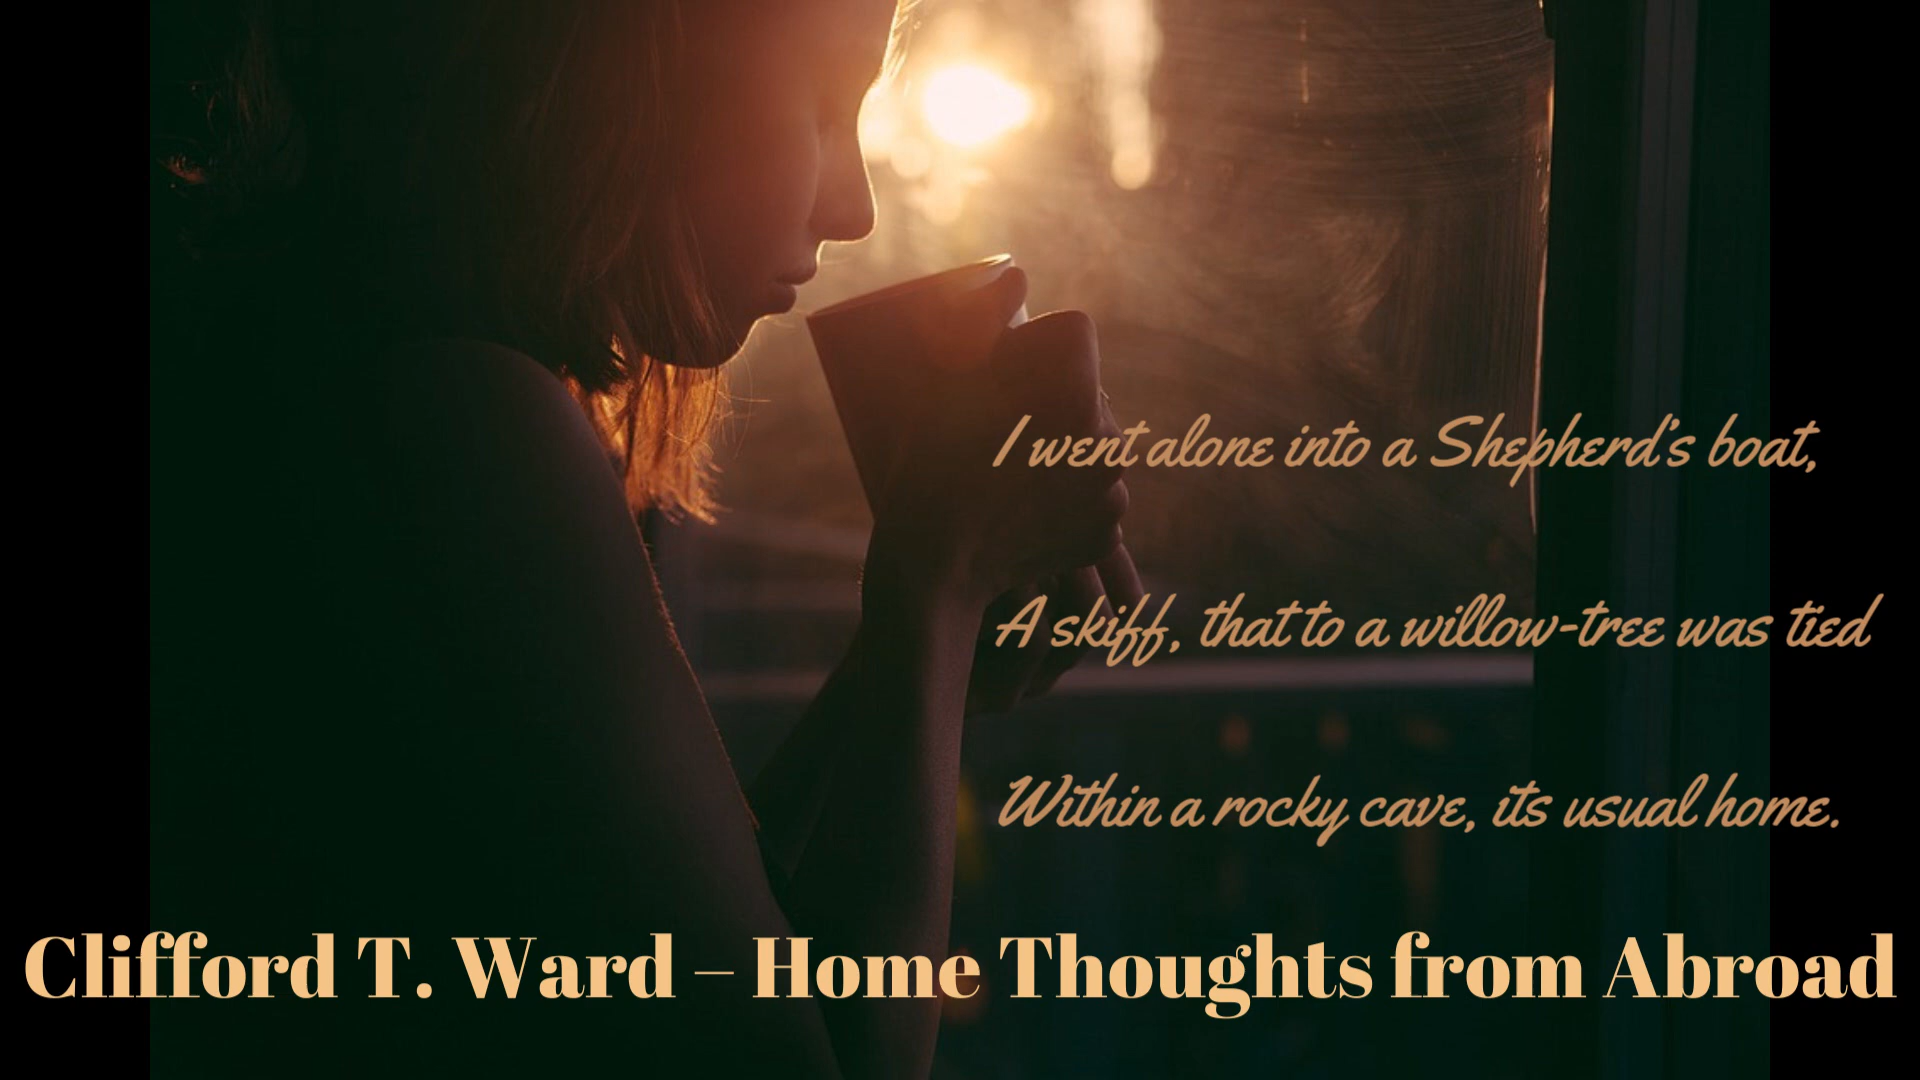 I went alone into a Shepherd’s boat,
A skiff, that to a willow-tree was tied
Within a rocky cave, its usual home.
Clifford T. Ward – Home Thoughts from Abroad